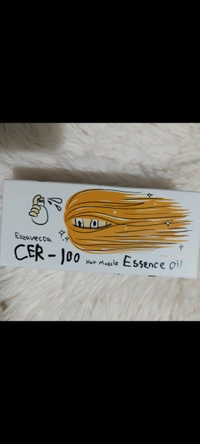 Elizavecca
CER-100 Hair Muscle Essence Oil